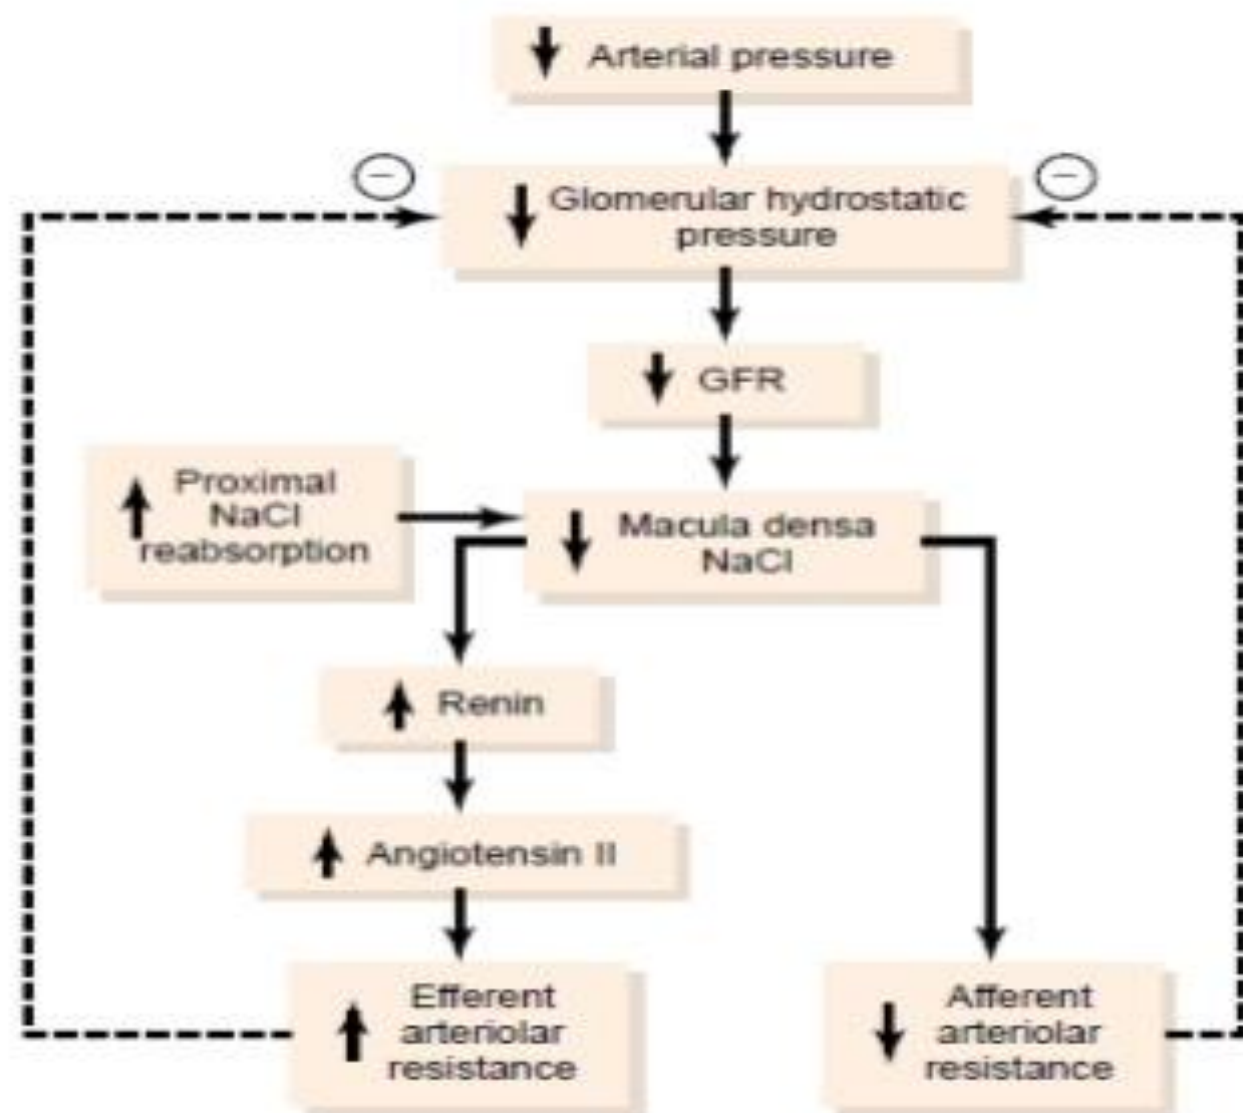 ↓ Arterial pressure
−
−
↓ Glomerular hydrostatic
pressure
↓ GFR
↑ Proximal
NaCl
reabsorption
↓ Macula densa
NaCl
↑ Renin
↑ Angiotensin II
↑ Efferent
arteriolar
resistance
↓ Afferent
arteriolar
resistance